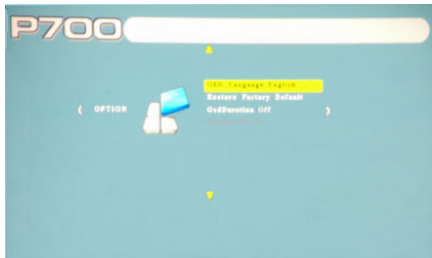 P700
OSD Language English
Restore Factory Default
OPTION
OsdDuration Off